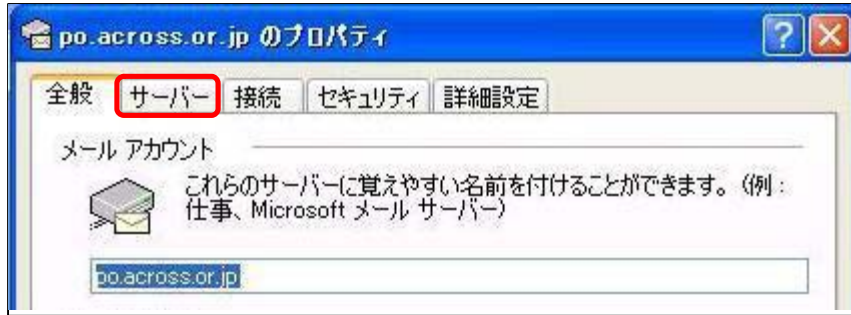 po.across.or.jp のプロパティ
全般 サーバー 接続 セキュリティ 詳細設定
メール アカウント
これらのサーバーに覚えやすい名前を付けることができます。(例：
仕事、Microsoft メール サーバー)
po.across.or.jp